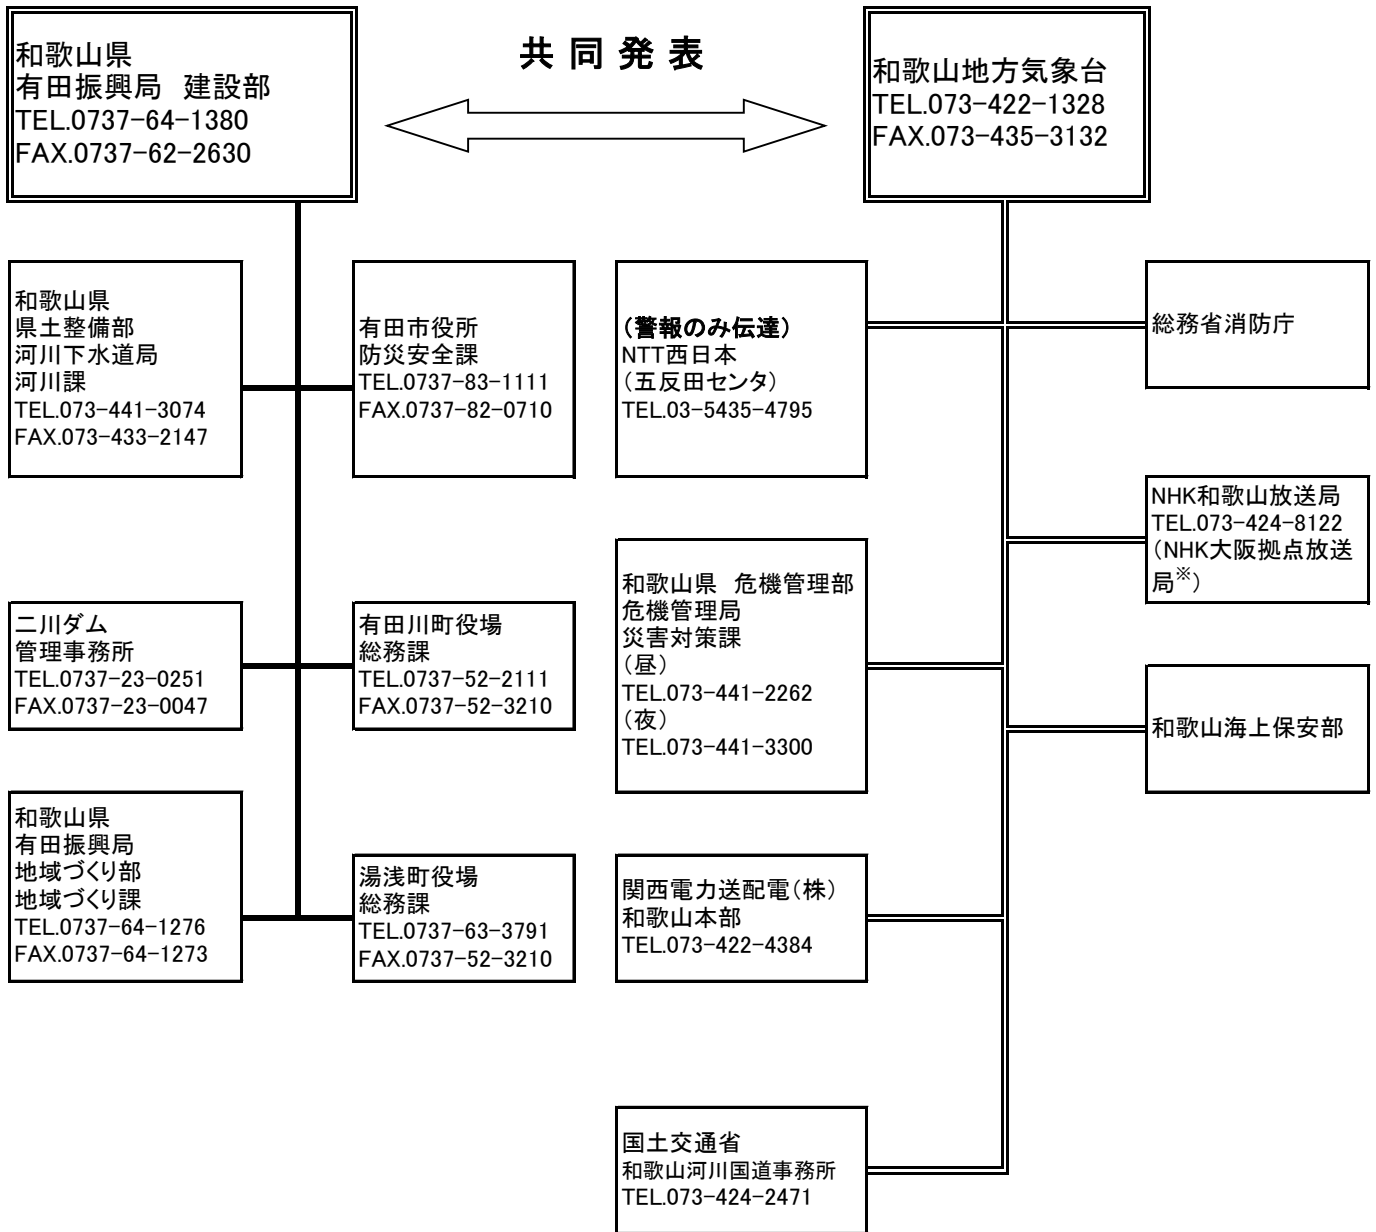 共同発表
和歌山県
有田振興局　建設部
TEL.0737-64-1380
FAX.0737-62-2630
和歌山地方気象台
TEL.073-422-1328
FAX.073-435-3132
和歌山県
県土整備部
河川下水道局
河川課
TEL.073-441-3074
FAX.073-433-2147
有田市役所
防災安全課
TEL.0737-83-1111
FAX.0737-82-0710
（警報のみ伝達）
NTT西日本
（五反田センタ）
TEL.03-5435-4795
総務省消防庁
NHK和歌山放送局
TEL.073-424-8122
（NHK大阪拠点放送
局※）
二川ダム
管理事務所
TEL.0737-23-0251
FAX.0737-23-0047
有田川町役場
総務課
TEL.0737-52-2111
FAX.0737-52-3210
和歌山県　危機管理部
危機管理局
災害対策課
（昼）
TEL.073-441-2262
（夜）
TEL.073-441-3300
和歌山海上保安部
和歌山県
有田振興局
地域づくり部
地域づくり課
TEL.0737-64-1276
FAX.0737-64-1273
湯浅町役場
総務課
TEL.0737-63-3791
FAX.0737-52-3210
関西電力送配電（株）
和歌山本部
TEL.073-422-4384
国土交通省
和歌山河川国道事務所
TEL.073-424-2471